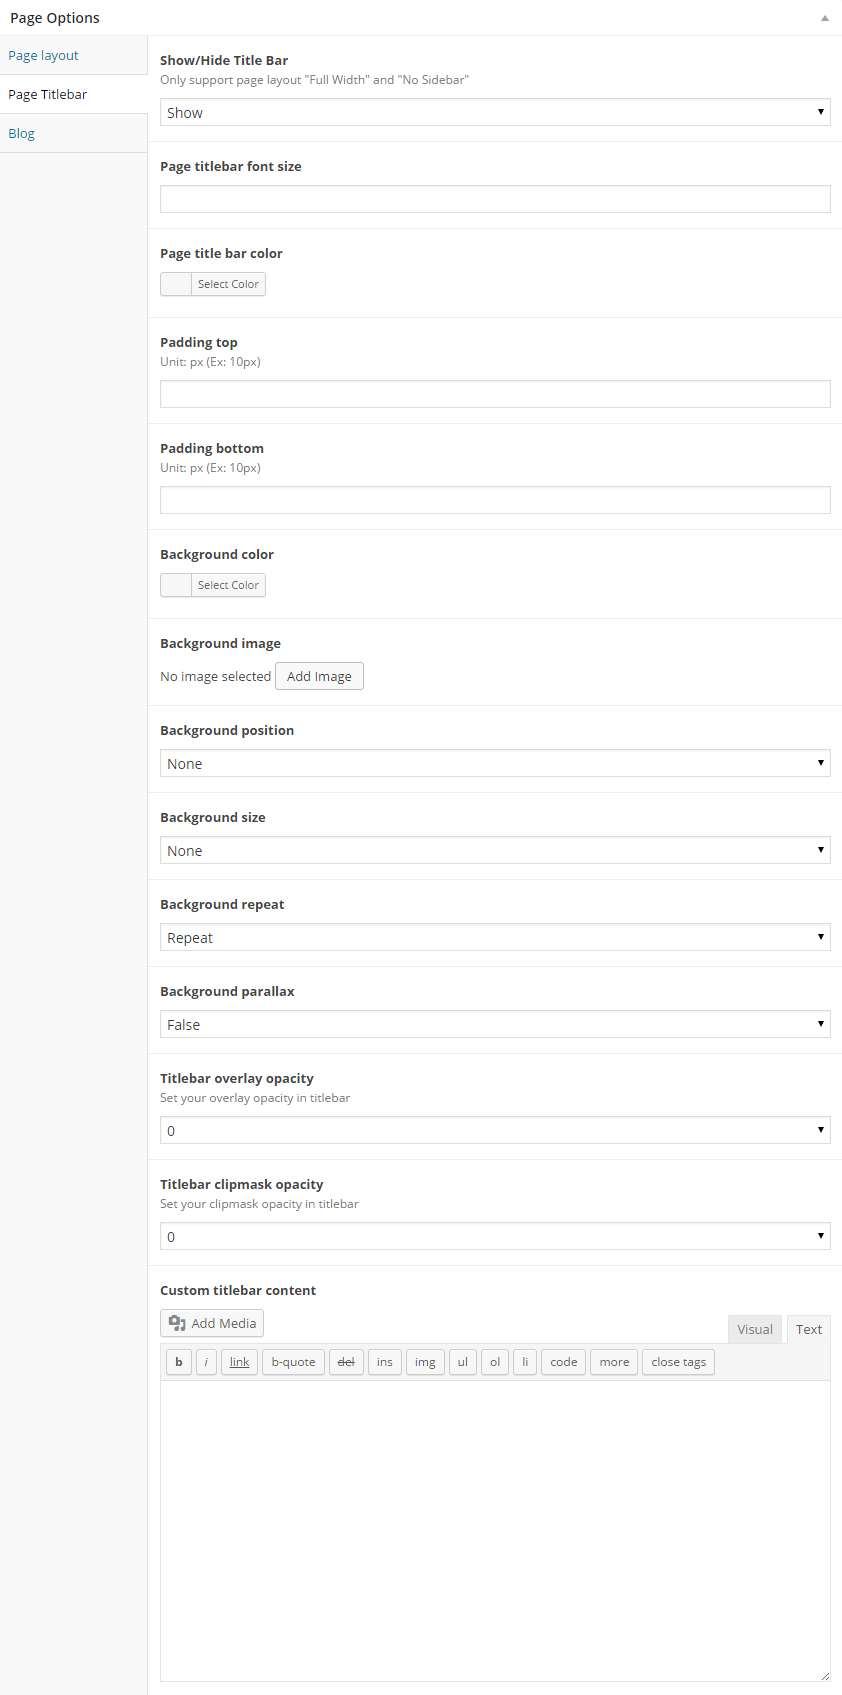 Page Options
Page layout
Page Titlebar
Blog
Show/Hide Title Bar
Only support page layout "Full Width" and "No Sidebar"
Show
Page titlebar font size
Page title bar color
Select Color
Padding top
Unit: px (Ex: 10px)
Padding bottom
Unit: px (Ex: 10px)
Background color
Select Color
Background image
No image selected Add Image
Background position
None
Background size
None
Background repeat
Repeat
Background parallax
False
Titlebar overlay opacity
Set your overlay opacity in titlebar
0
Titlebar clipmask opacity
Set your clipmask opacity in titlebar
0
Custom titlebar content
Add Media Visual Text
b i link b-quote del ins img ul ol li code more close tags